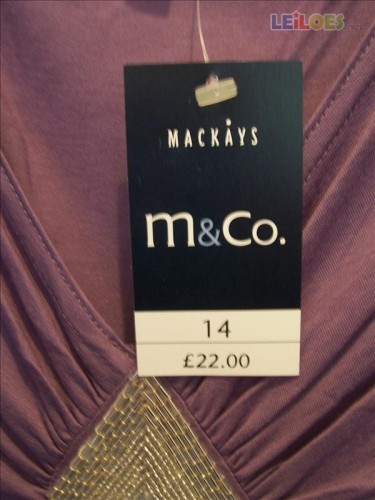 LEiLOES
MACKAYS
m&Co.
14
£22.00